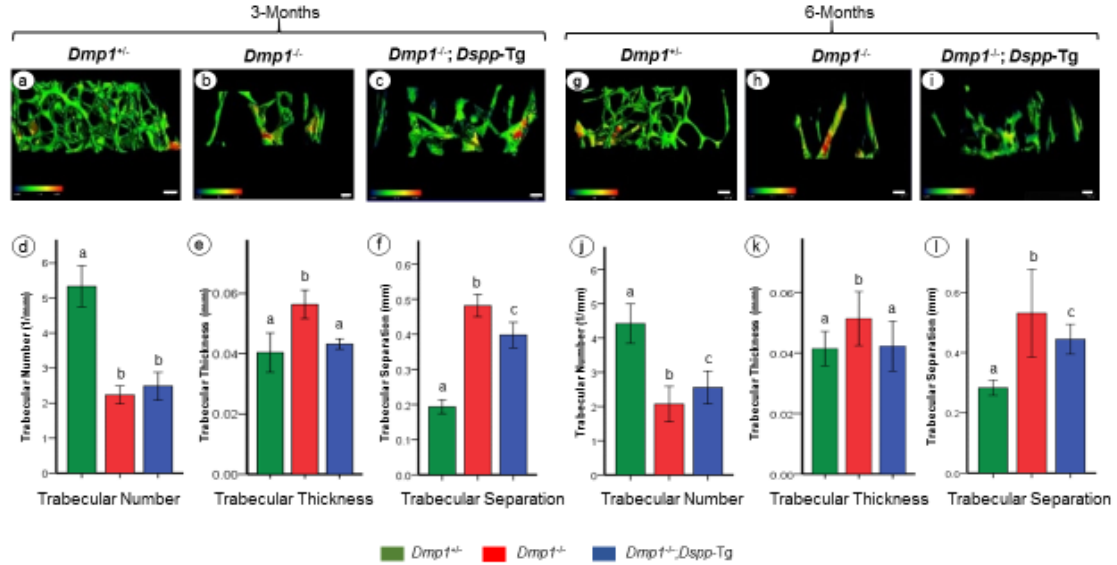 3-Months
6-Months
Dmp1+/-
Dmp1-/-
Dmp1-/-; Dspp-Tg
Dmp1+/-
Dmp1-/-
Dmp1-/-; Dspp-Tg
a
b
c
g
h
i
d
Trabecular Number (1/mm)
6
5
4
3
2
1
0
a
b
b
Trabecular Number
e
Trabecular Thickness (mm)
0.06
0.04
0.02
0.00
a
b
a
Trabecular Thickness
f
Trabecular Separation (mm)
0.6
0.5
0.4
0.3
0.2
0.1
0.0
a
b
c
Trabecular Separation
j
Trabecular Number (1/mm)
6
4
2
0
a
b
c
Trabecular Number
k
Trabecular Thickness (mm)
0.06
0.04
0.02
0.00
a
b
a
Trabecular Thickness
l
Trabecular Separation (mm)
0.6
0.4
0.2
0.0
a
b
c
Trabecular Separation
Dmp1+/-
Dmp1-/-
Dmp1-/-;Dspp-Tg